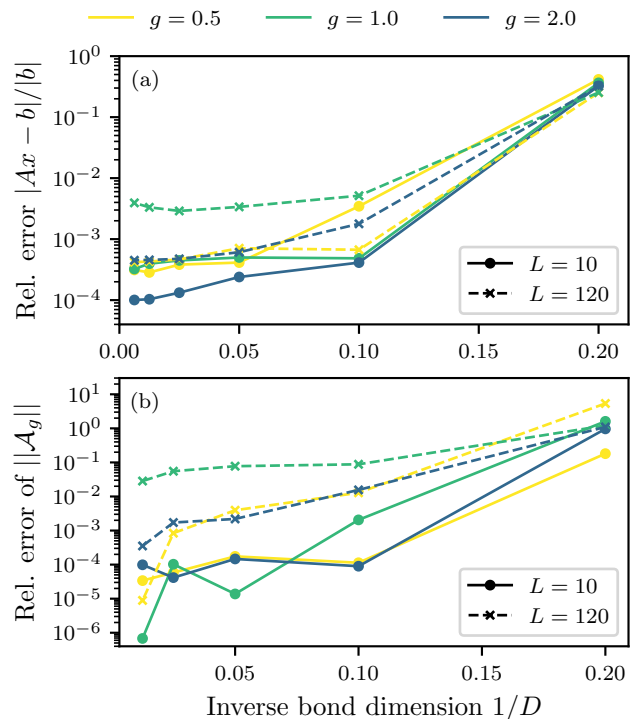 g = 0.5 g = 1.0 g = 2.0
(a)
Rel. error |Ax − b|/|b|
10^0
10^−1
10^−2
10^−3
10^−4
L = 10
L = 120
0.00 0.05 0.10 0.15 0.20
(b)
Rel. error of ||𝒜_g||
10^1
10^0
10^−1
10^−2
10^−3
10^−4
10^−5
10^−6
L = 10
L = 120
0.05 0.10 0.15 0.20
Inverse bond dimension 1/D